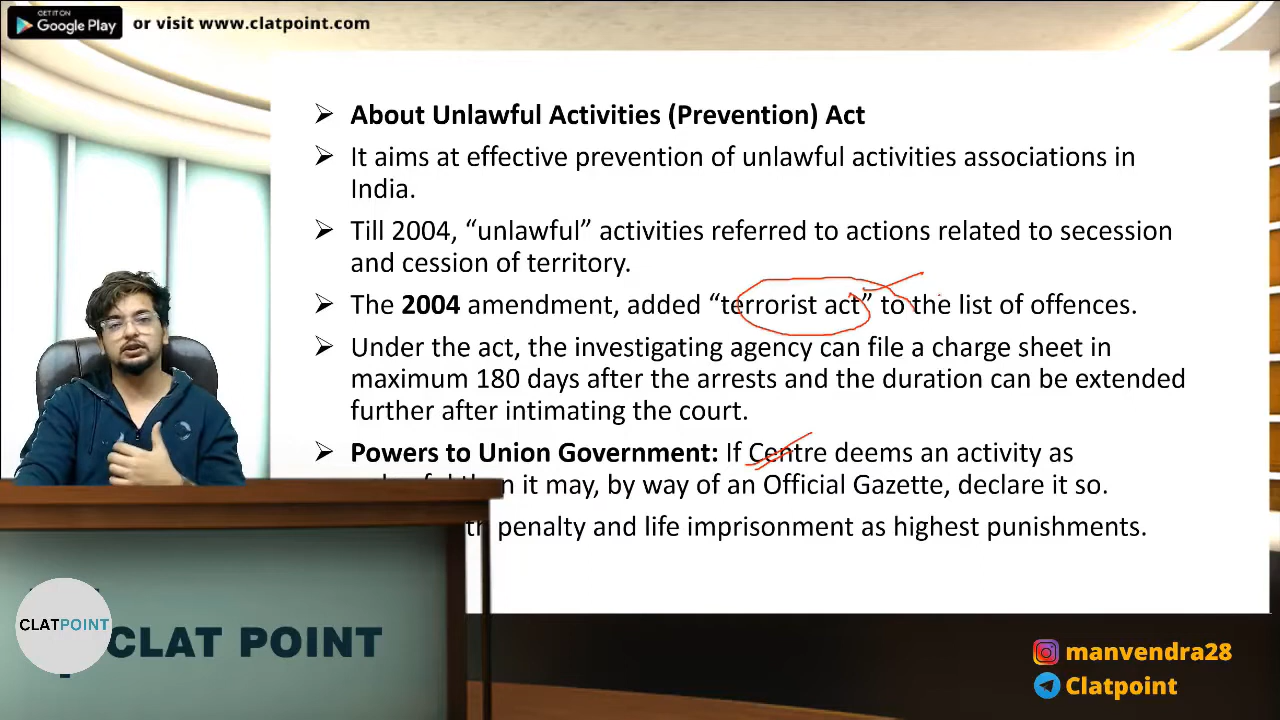 GET IT ON
Google Play
or visit www.clatpoint.com
About Unlawful Activities (Prevention) Act
It aims at effective prevention of unlawful activities associations in
India.
Till 2004, “unlawful” activities referred to actions related to secession
and cession of territory.
The 2004 amendment, added “terrorist act” to the list of offences.
Under the act, the investigating agency can file a charge sheet in
maximum 180 days after the arrests and the duration can be extended
further after intimating the court.
Powers to Union Government: If Centre deems an activity as
it may, by way of an Official Gazette, declare it so.
penalty and life imprisonment as highest punishments.
CLATPOINT
CLAT POINT
manvendra28
Clatpoint